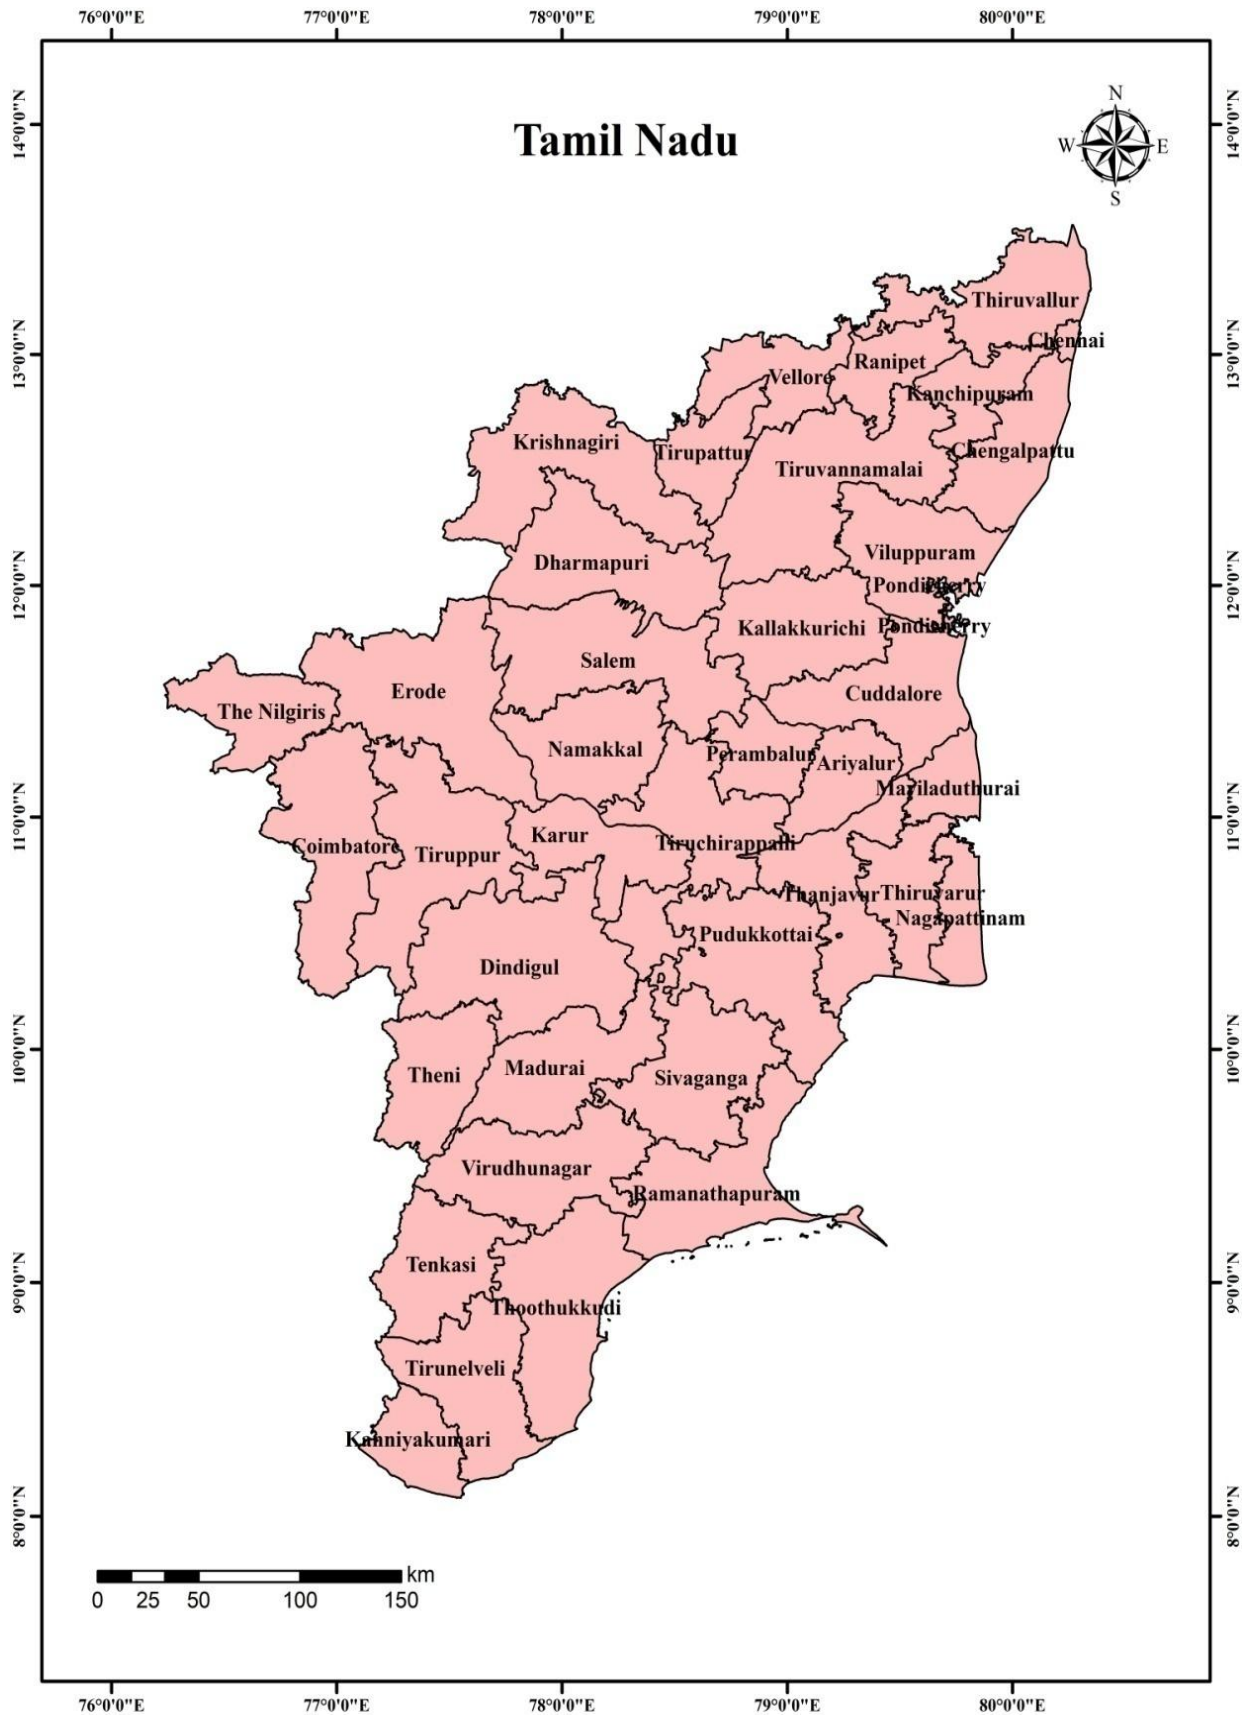 76°0'0"E 77°0'0"E 78°0'0"E 79°0'0"E 80°0'0"E
14°0'0"N 14°0'0"N
Tamil Nadu
N
W E
S
Thiruvallur
Chennai
13°0'0"N 13°0'0"N
Ranipet
Vellore
Kanchipuram
Krishnagiri
Tirupattur
Chengalpattu
Tiruvannamalai
Viluppuram
Dharmapuri
12°0'0"N 12°0'0"N
Pondicherry
Pondicherry
Kallakkurichi
Salem
Erode
Cuddalore
The Nilgiris
Namakkal
Perambalur
Ariyalur
Mariladuthurai
11°0'0"N 11°0'0"N
Karur
Tiruchirappalli
Coimbatore
Tiruppur
Thanjavur
Thiruvarur
Nagapattinam
Pudukkottai
Dindigul
10°0'0"N 10°0'0"N
Madurai
Theni
Sivaganga
Virudhunagar
Ramanathapuram
Tenkasi
9°0'0"N 9°0'0"N
Thoothukkudi
Tirunelveli
Kanniyakumari
8°0'0"N 8°0'0"N
km
0 25 50 100 150
76°0'0"E 77°0'0"E 78°0'0"E 79°0'0"E 80°0'0"E